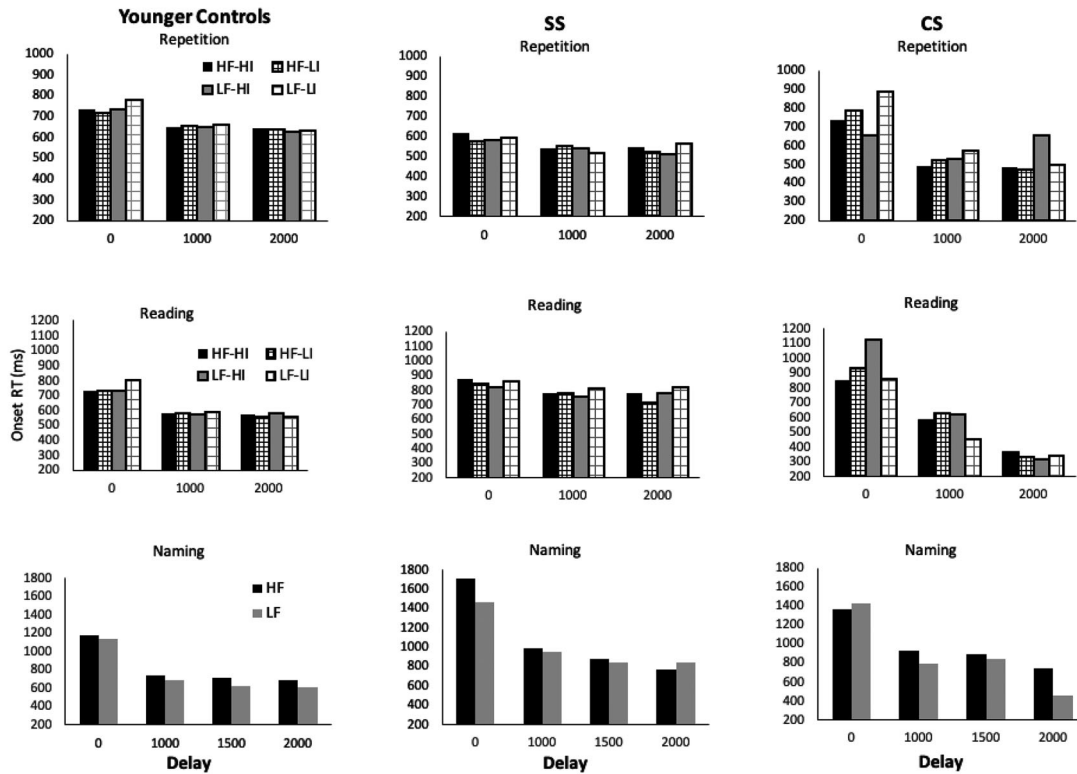 Younger Controls
Repetition
1000
900
800
700
600
500
400
300
200
HF-HI HF-LI
LF-HI LF-LI
0 1000 2000
SS
Repetition
1000
900
800
700
600
500
400
300
200
0 1000 2000
CS
Repetition
1000
900
800
700
600
500
400
300
200
0 1000 2000
Reading
Onset RT (ms)
1200
1100
1000
900
800
700
600
500
400
300
200
HF-HI HF-LI
LF-HI LF-LI
0 1000 2000
Reading
1200
1100
1000
900
800
700
600
500
400
300
200
0 1000 2000
Reading
1200
1100
1000
900
800
700
600
500
400
300
200
0 1000 2000
Naming
1800
1600
1400
1200
1000
800
600
400
200
HF
LF
0 1000 1500 2000
Delay
Naming
1800
1600
1400
1200
1000
800
600
400
200
0 1000 1500 2000
Delay
Naming
1800
1600
1400
1200
1000
800
600
400
200
0 1000 1500 2000
Delay